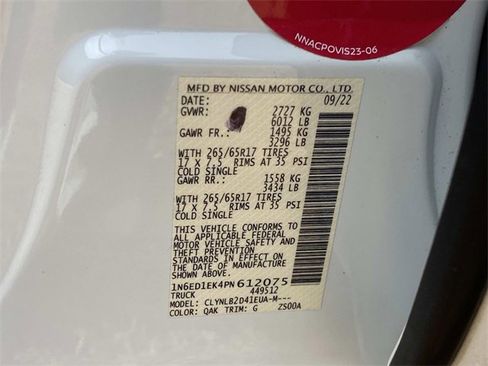 NNACPOVIS23-06
MFD BY NISSAN MOTOR CO., LTD.
DATE: 09/22
GVWR: 2727 KG
6012 LB
GAWR FR.: 1495 KG
3296 LB
WITH 265/65R17 TIRES
17 X 7.5 RIMS AT 35 PSI
COLD SINGLE
GAWR RR.: 1558 KG
3434 LB
WITH 265/65R17 TIRES
17 X 7.5 RIMS AT 35 PSI
COLD SINGLE
THIS VEHICLE CONFORMS TO
ALL APPLICABLE FEDERAL
MOTOR VEHICLE SAFETY AND
THEFT PREVENTION
STANDARDS IN EFFECT ON
THE DATE OF MANUFACTURE
1N6ED1EK4PN612075
TRUCK 449512
MODEL: CLYNLB2D41EUA-M---
COLOR: QAK TRIM: G ZS00A